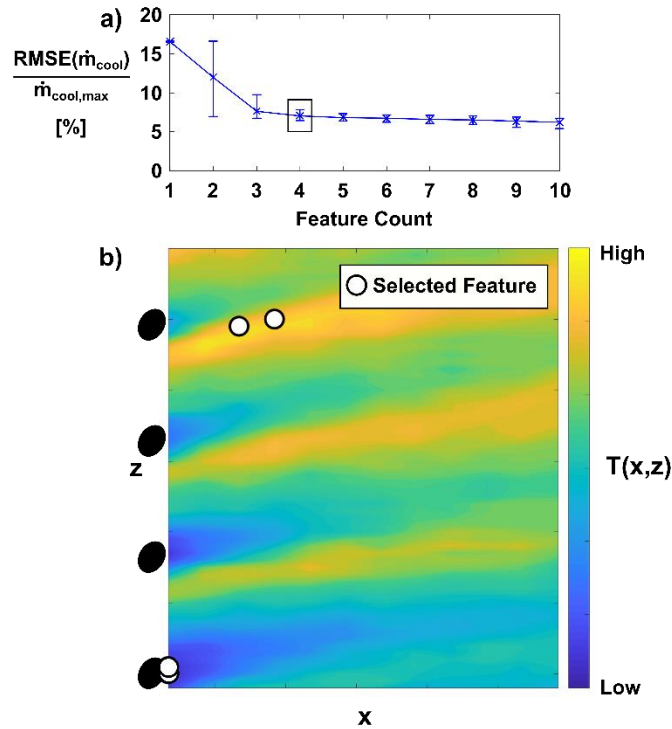 a)
20
15
10
5
0
RMSE(ṁcool)
ṁcool,max
[%]
1 2 3 4 5 6 7 8 9 10
Feature Count
b)
High
Selected Feature
z
T(x,z)
Low
x